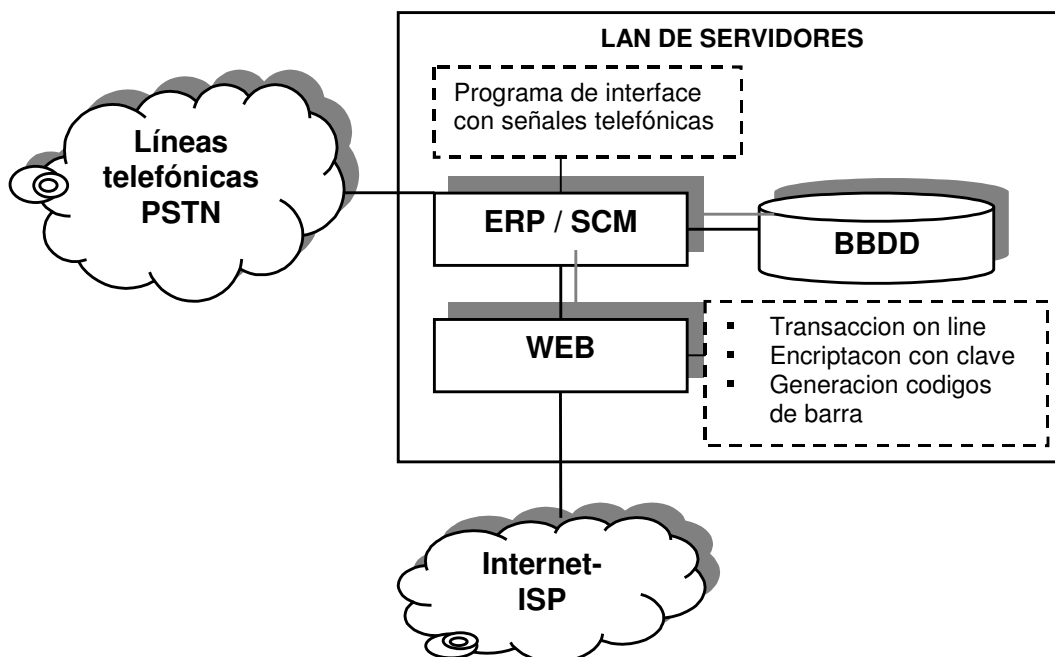 LAN DE SERVIDORES
Programa de interface
con señales telefónicas
Líneas
telefónicas
PSTN
ERP / SCM
BBDD
WEB
▪ Transaccion on line
▪ Encriptacon con clave
▪ Generacion codigos
de barra
Internet-
ISP